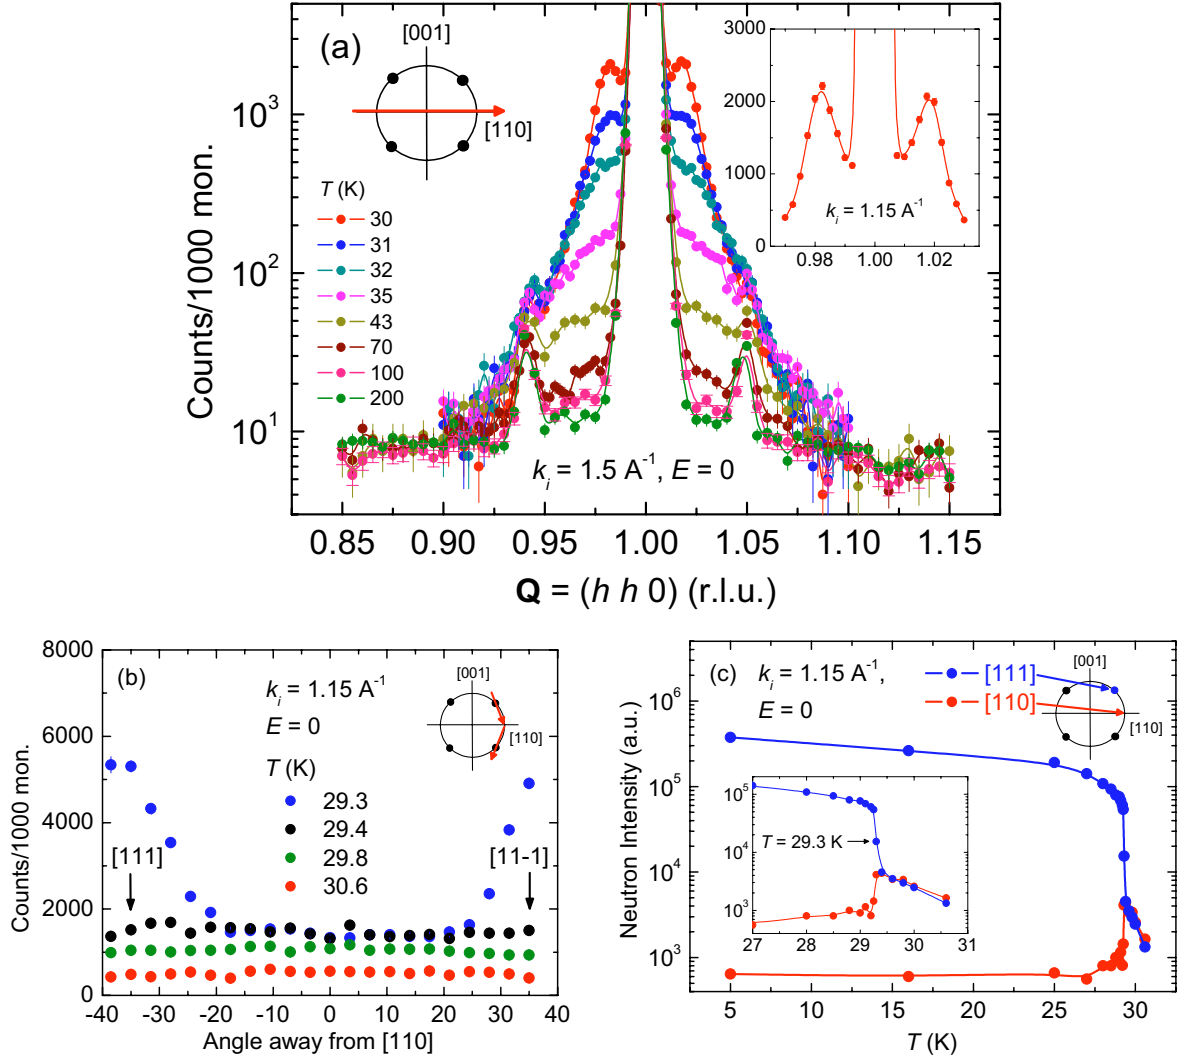 (a)
[001]
[110]
T (K)
30
31
32
35
43
70
100
200
k_i = 1.5 A⁻¹, E = 0
10³
10²
10¹
Counts/1000 mon.
0.85 0.90 0.95 1.00 1.05 1.10 1.15
Q = (h h 0) (r.l.u.)
3000
2000
1000
0
k_i = 1.15 A⁻¹
0.98 1.00 1.02
(b)
k_i = 1.15 A⁻¹
E = 0
[001]
[110]
T (K)
29.3
29.4
29.8
30.6
[111]
[11-1]
8000
6000
4000
2000
0
Counts/1000 mon.
-40 -30 -20 -10 0 10 20 30 40
Angle away from [110]
(c)
k_i = 1.15 A⁻¹,
E = 0
[111]
[110]
[001]
[110]
10⁶
10⁵
10⁴
10³
Neutron Intensity (a.u.)
10⁵
10⁴
10³
T = 29.3 K
27 28 29 30 31
5 10 15 20 25 30
T (K)